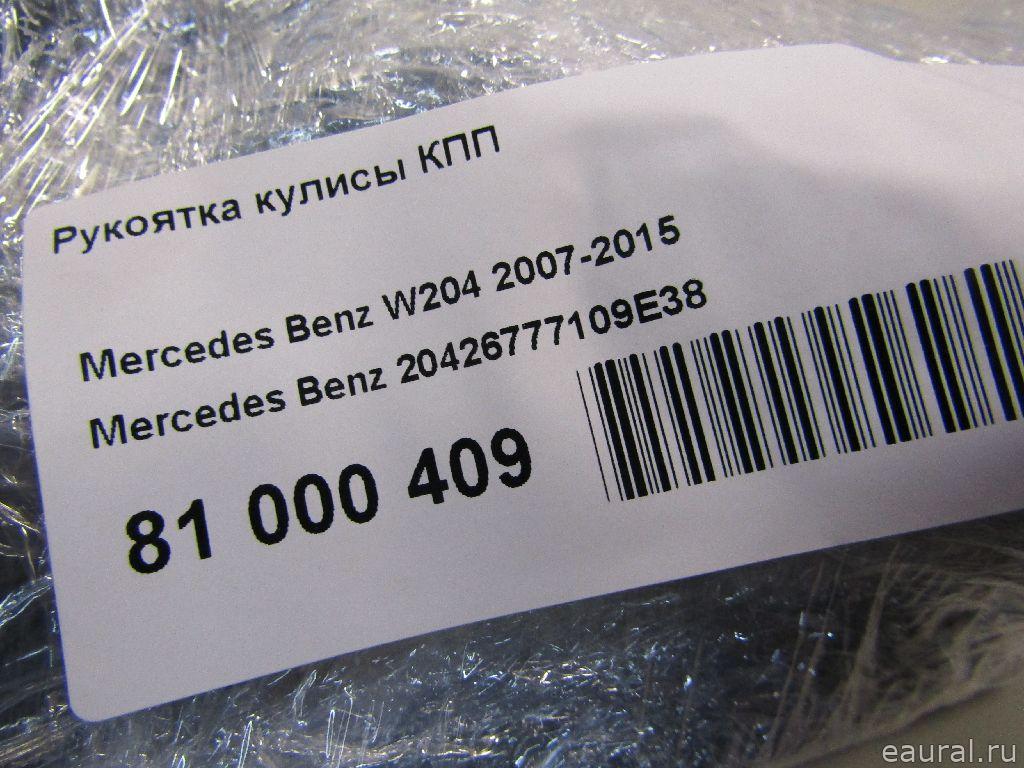 Рукоятка кулисы КПП
Mercedes Benz W204 2007-2015
Mercedes Benz 20426777109E38
81 000 409
eaural.ru